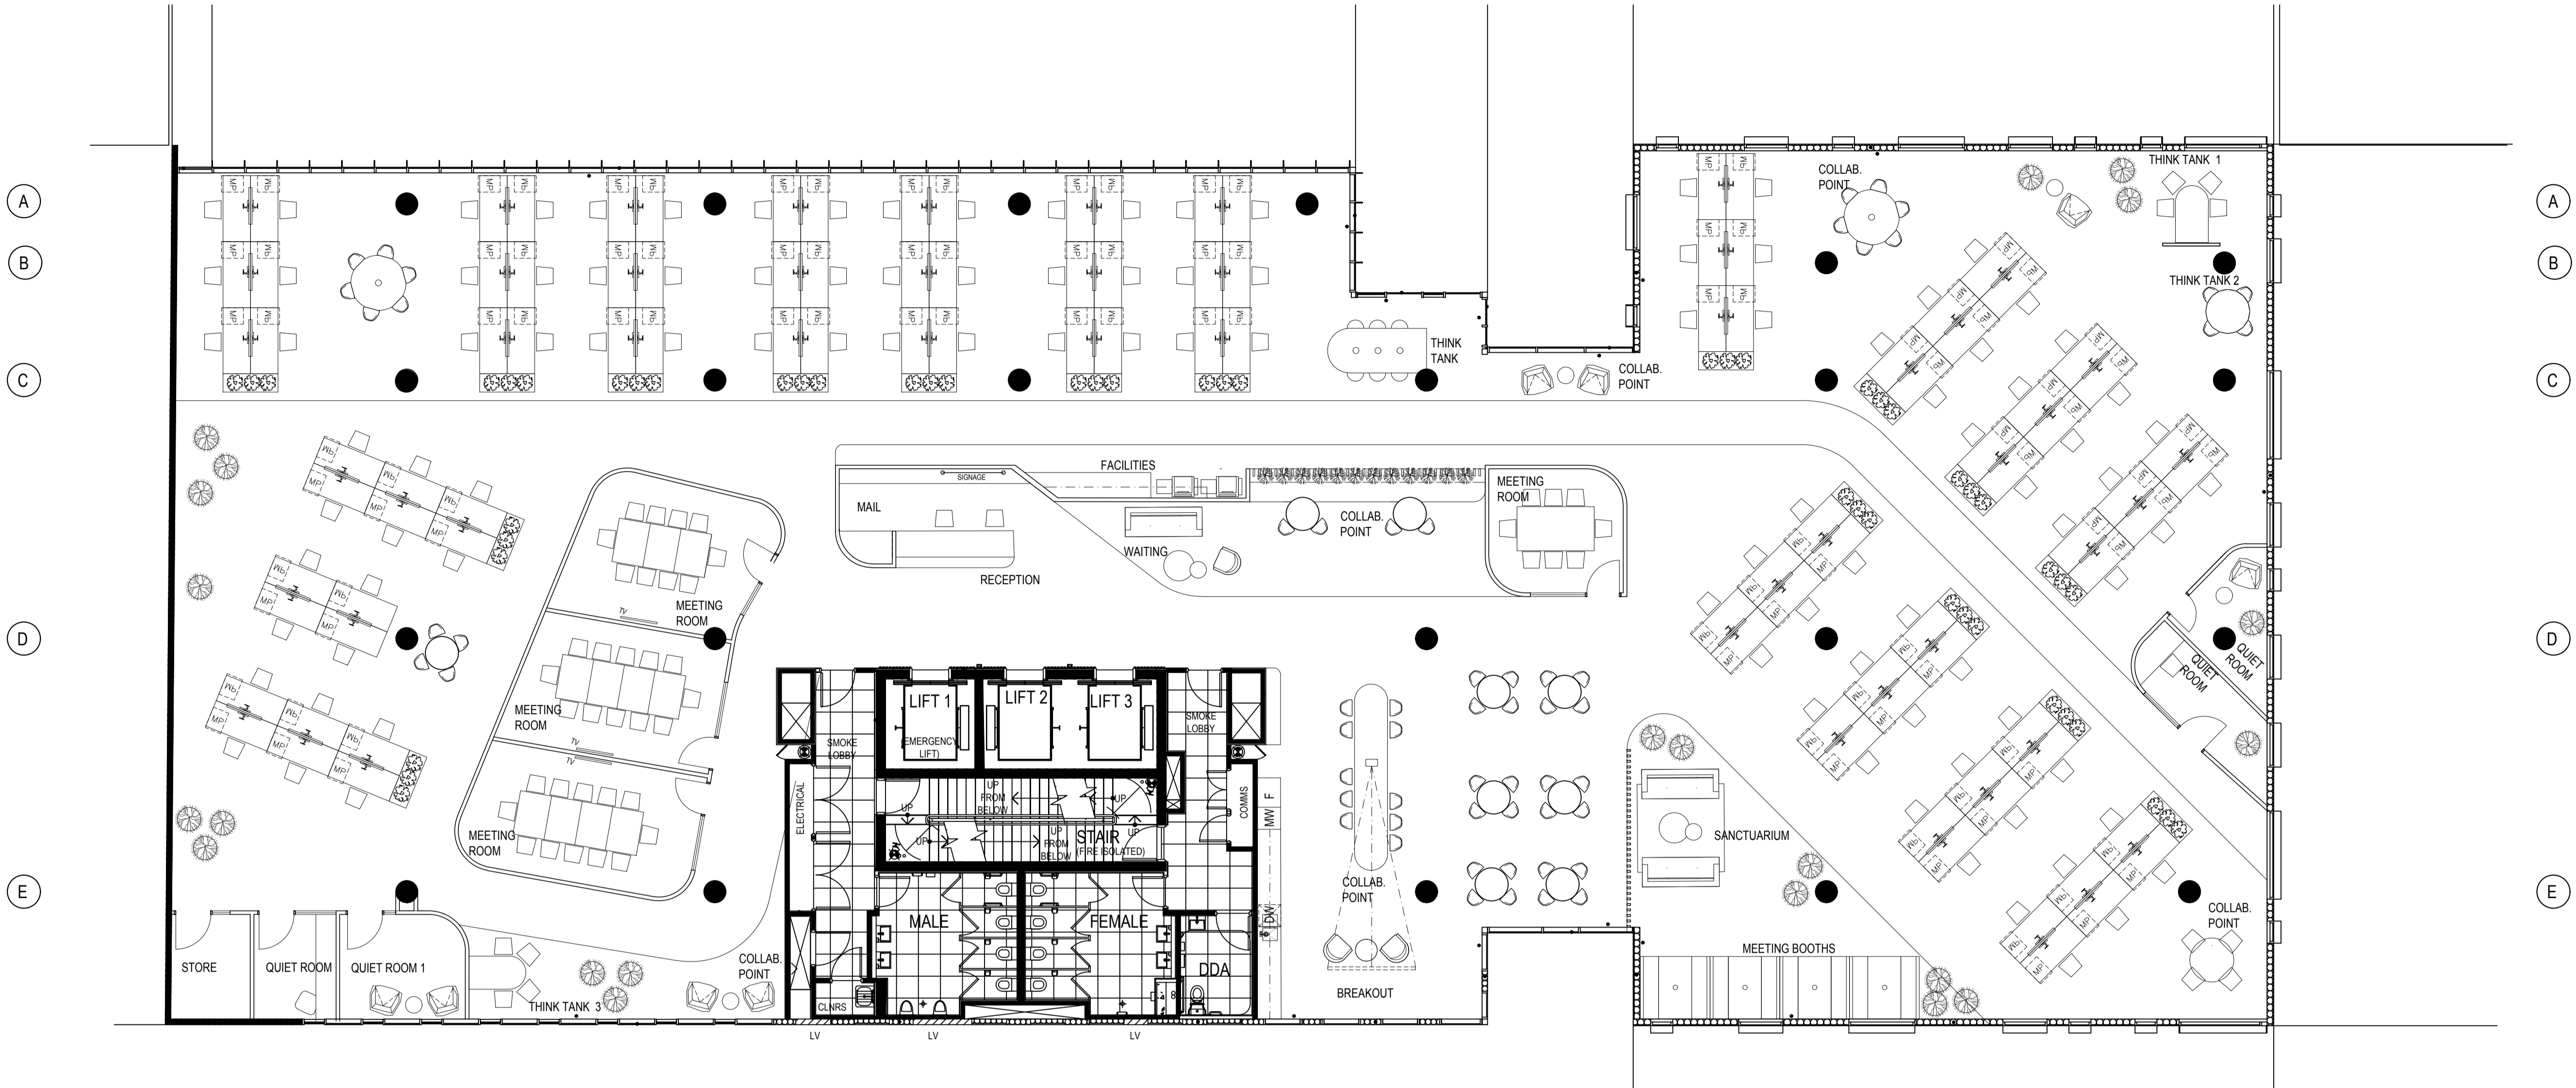 THINK TANK 1
COLLAB.
POINT
A
A
B
B
THINK TANK 2
THINK
TANK
COLLAB.
POINT
C
C
FACILITIES
SIGNAGE
MAIL
MEETING
ROOM
COLLAB.
POINT
WAITING
RECEPTION
MEETING
ROOM
TV
D
D
QUIET
ROOM
QUIET
ROOM
MEETING
ROOM
TV
TV
LIFT 1
(EMERGENCY
LIFT)
LIFT 2
LIFT 3
SMOKE
LOBBY
SMOKE
LOBBY
ELECTRICAL
UP
FROM
BELOW
UP
UP
UP
UP
UP
FROM
BELOW
STAIR
(FIRE ISOLATED)
COMMS
F
MW
DW
MEETING
ROOM
SANCTUARIUM
COLLAB.
POINT
E
E
MALE
FEMALE
DDA
COLLAB.
POINT
MEETING BOOTHS
STORE
QUIET ROOM
QUIET ROOM 1
COLLAB.
POINT
THINK TANK 3
CLNRS
BREAKOUT
LV
LV
LV